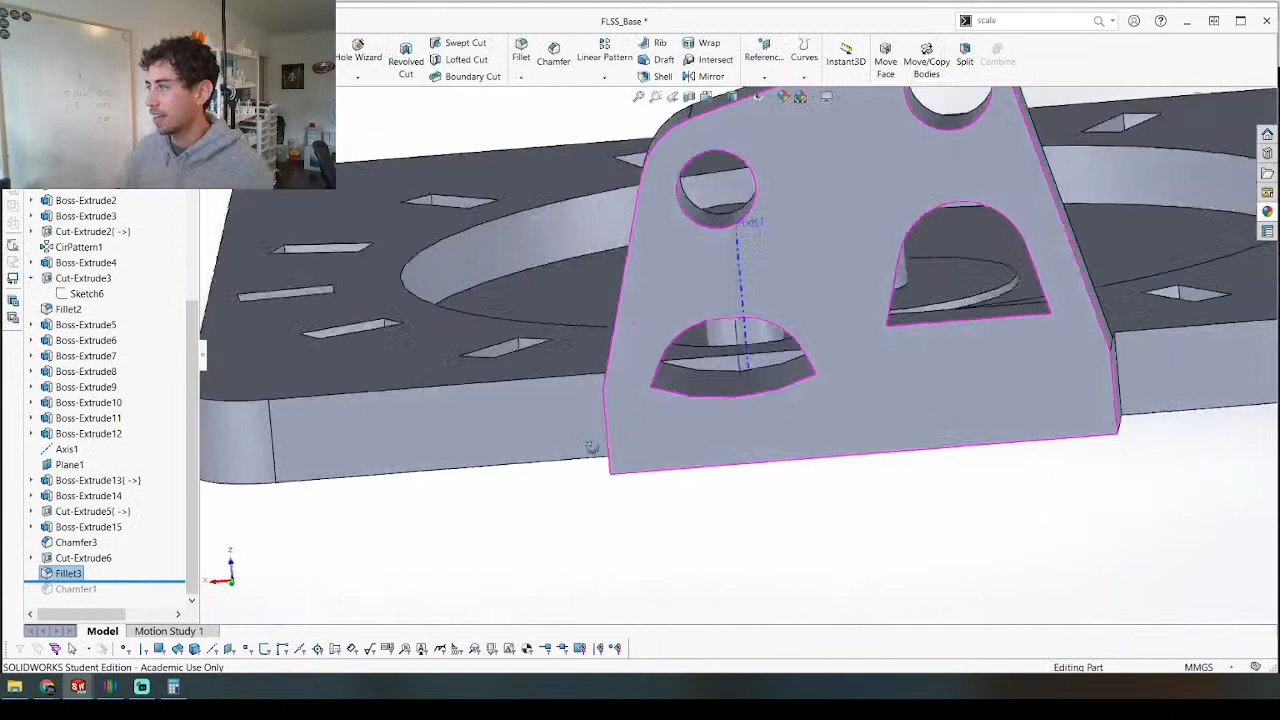 FLSS_Base *
scale
Hole Wizard
Revolved Cut
Swept Cut
Lofted Cut
Boundary Cut
Fillet
Chamfer
Linear Pattern
Rib
Draft
Shell
Wrap
Intersect
Mirror
Referenc...
Curves
Instant3D
Move Face
Move/Copy Bodies
Split
Combine
Boss-Extrude2
Boss-Extrude3
Cut-Extrude2( ->)
CirPattern1
Boss-Extrude4
Cut-Extrude3
Sketch6
Fillet2
Boss-Extrude5
Boss-Extrude6
Boss-Extrude7
Boss-Extrude8
Boss-Extrude9
Boss-Extrude10
Boss-Extrude11
Boss-Extrude12
Axis1
Plane1
Boss-Extrude13( ->)
Boss-Extrude14
Cut-Extrude5( ->)
Boss-Extrude15
Chamfer3
Cut-Extrude6
Fillet3
Chamfer1
Axis1
z
x
Model
Motion Study 1
SOLIDWORKS Student Edition - Academic Use Only
Editing Part
MMGS